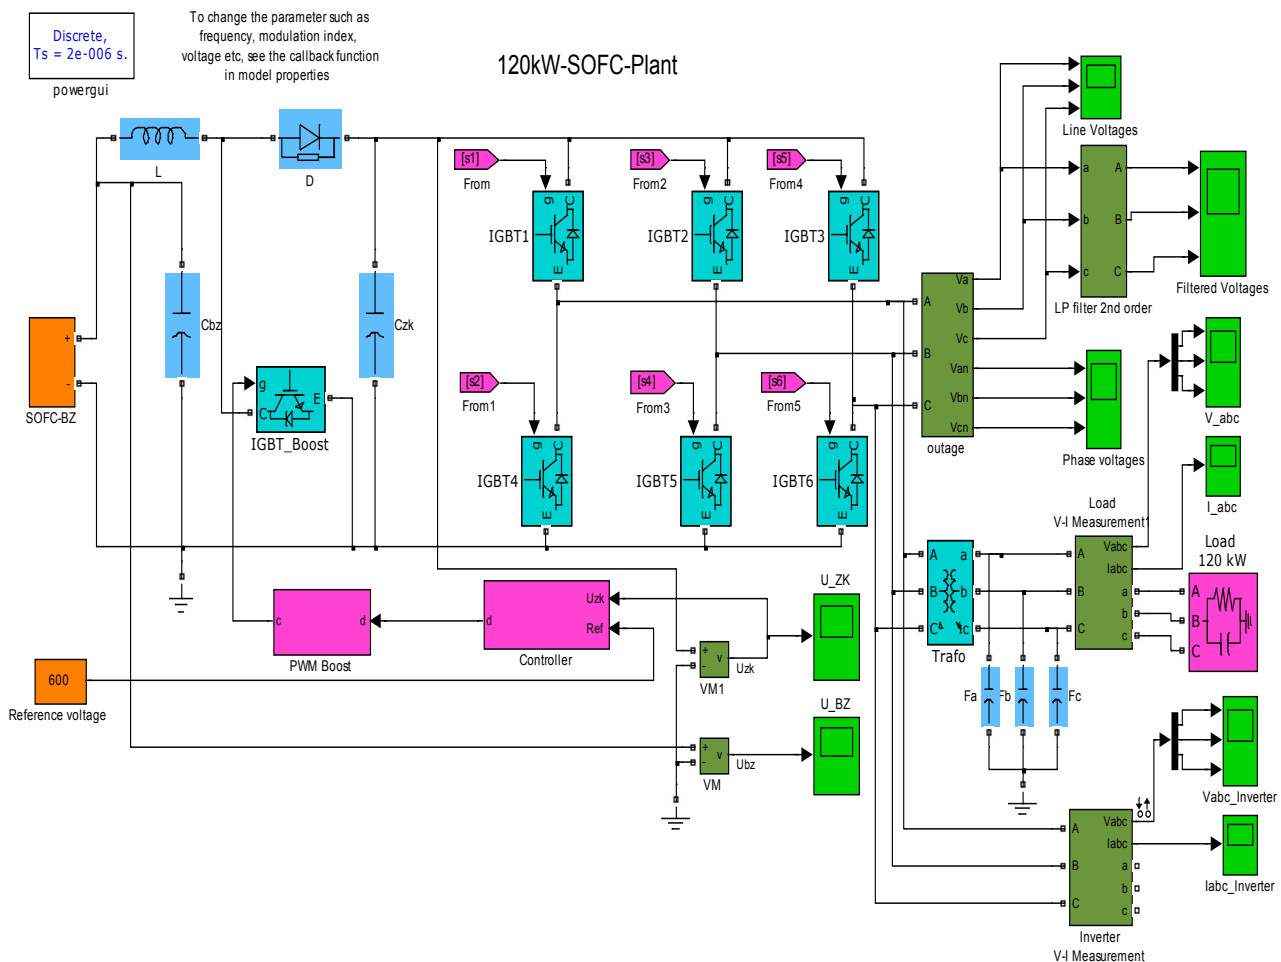 Discrete,
Ts = 2e-006 s.
powergui
To change the parameter such as
frequency, modulation index,
voltage etc, see the callback function
in model properties
120kW-SOFC-Plant
L
D
[s1]
From
[s3]
From2
[s5]
From4
g
C
E
IGBT1
g
C
E
IGBT2
g
C
E
IGBT3
Line Voltages
a
b
c
A
B
C
LP filter 2nd order
Filtered Voltages
A
B
C
Va
Vb
Vc
Van
Vbn
Vcn
outage
Phase voltages
V_abc
I_abc
+
-
SOFC-BZ
Cbz
Czk
g
C
E
IGBT_Boost
[s2]
From1
[s4]
From3
[s6]
From5
g
C
E
IGBT4
g
C
E
IGBT5
g
C
E
IGBT6
Load
V-I Measurement1
A
B
C
Vabc
Iabc
a
b
c
Load
120 kW
A
B
C
A
B
C
a
b
c
Trafo
Fa
Fb
Fc
c
d
PWM Boost
d
Uzk
Ref
Controller
600
Reference voltage
+
-
v
Uzk
VM1
U_ZK
+
-
v
Ubz
VM
U_BZ
Vabc_Inverter
Iabc_Inverter
A
B
C
Vabc
Iabc
a
b
c
Inverter
V-I Measurement